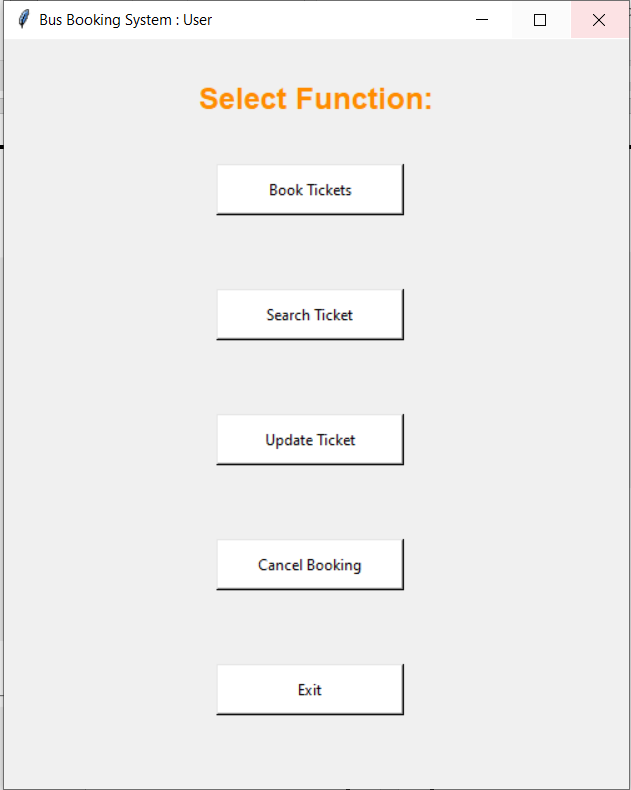 Bus Booking System : User
Select Function:
Book Tickets
Search Ticket
Update Ticket
Cancel Booking
Exit